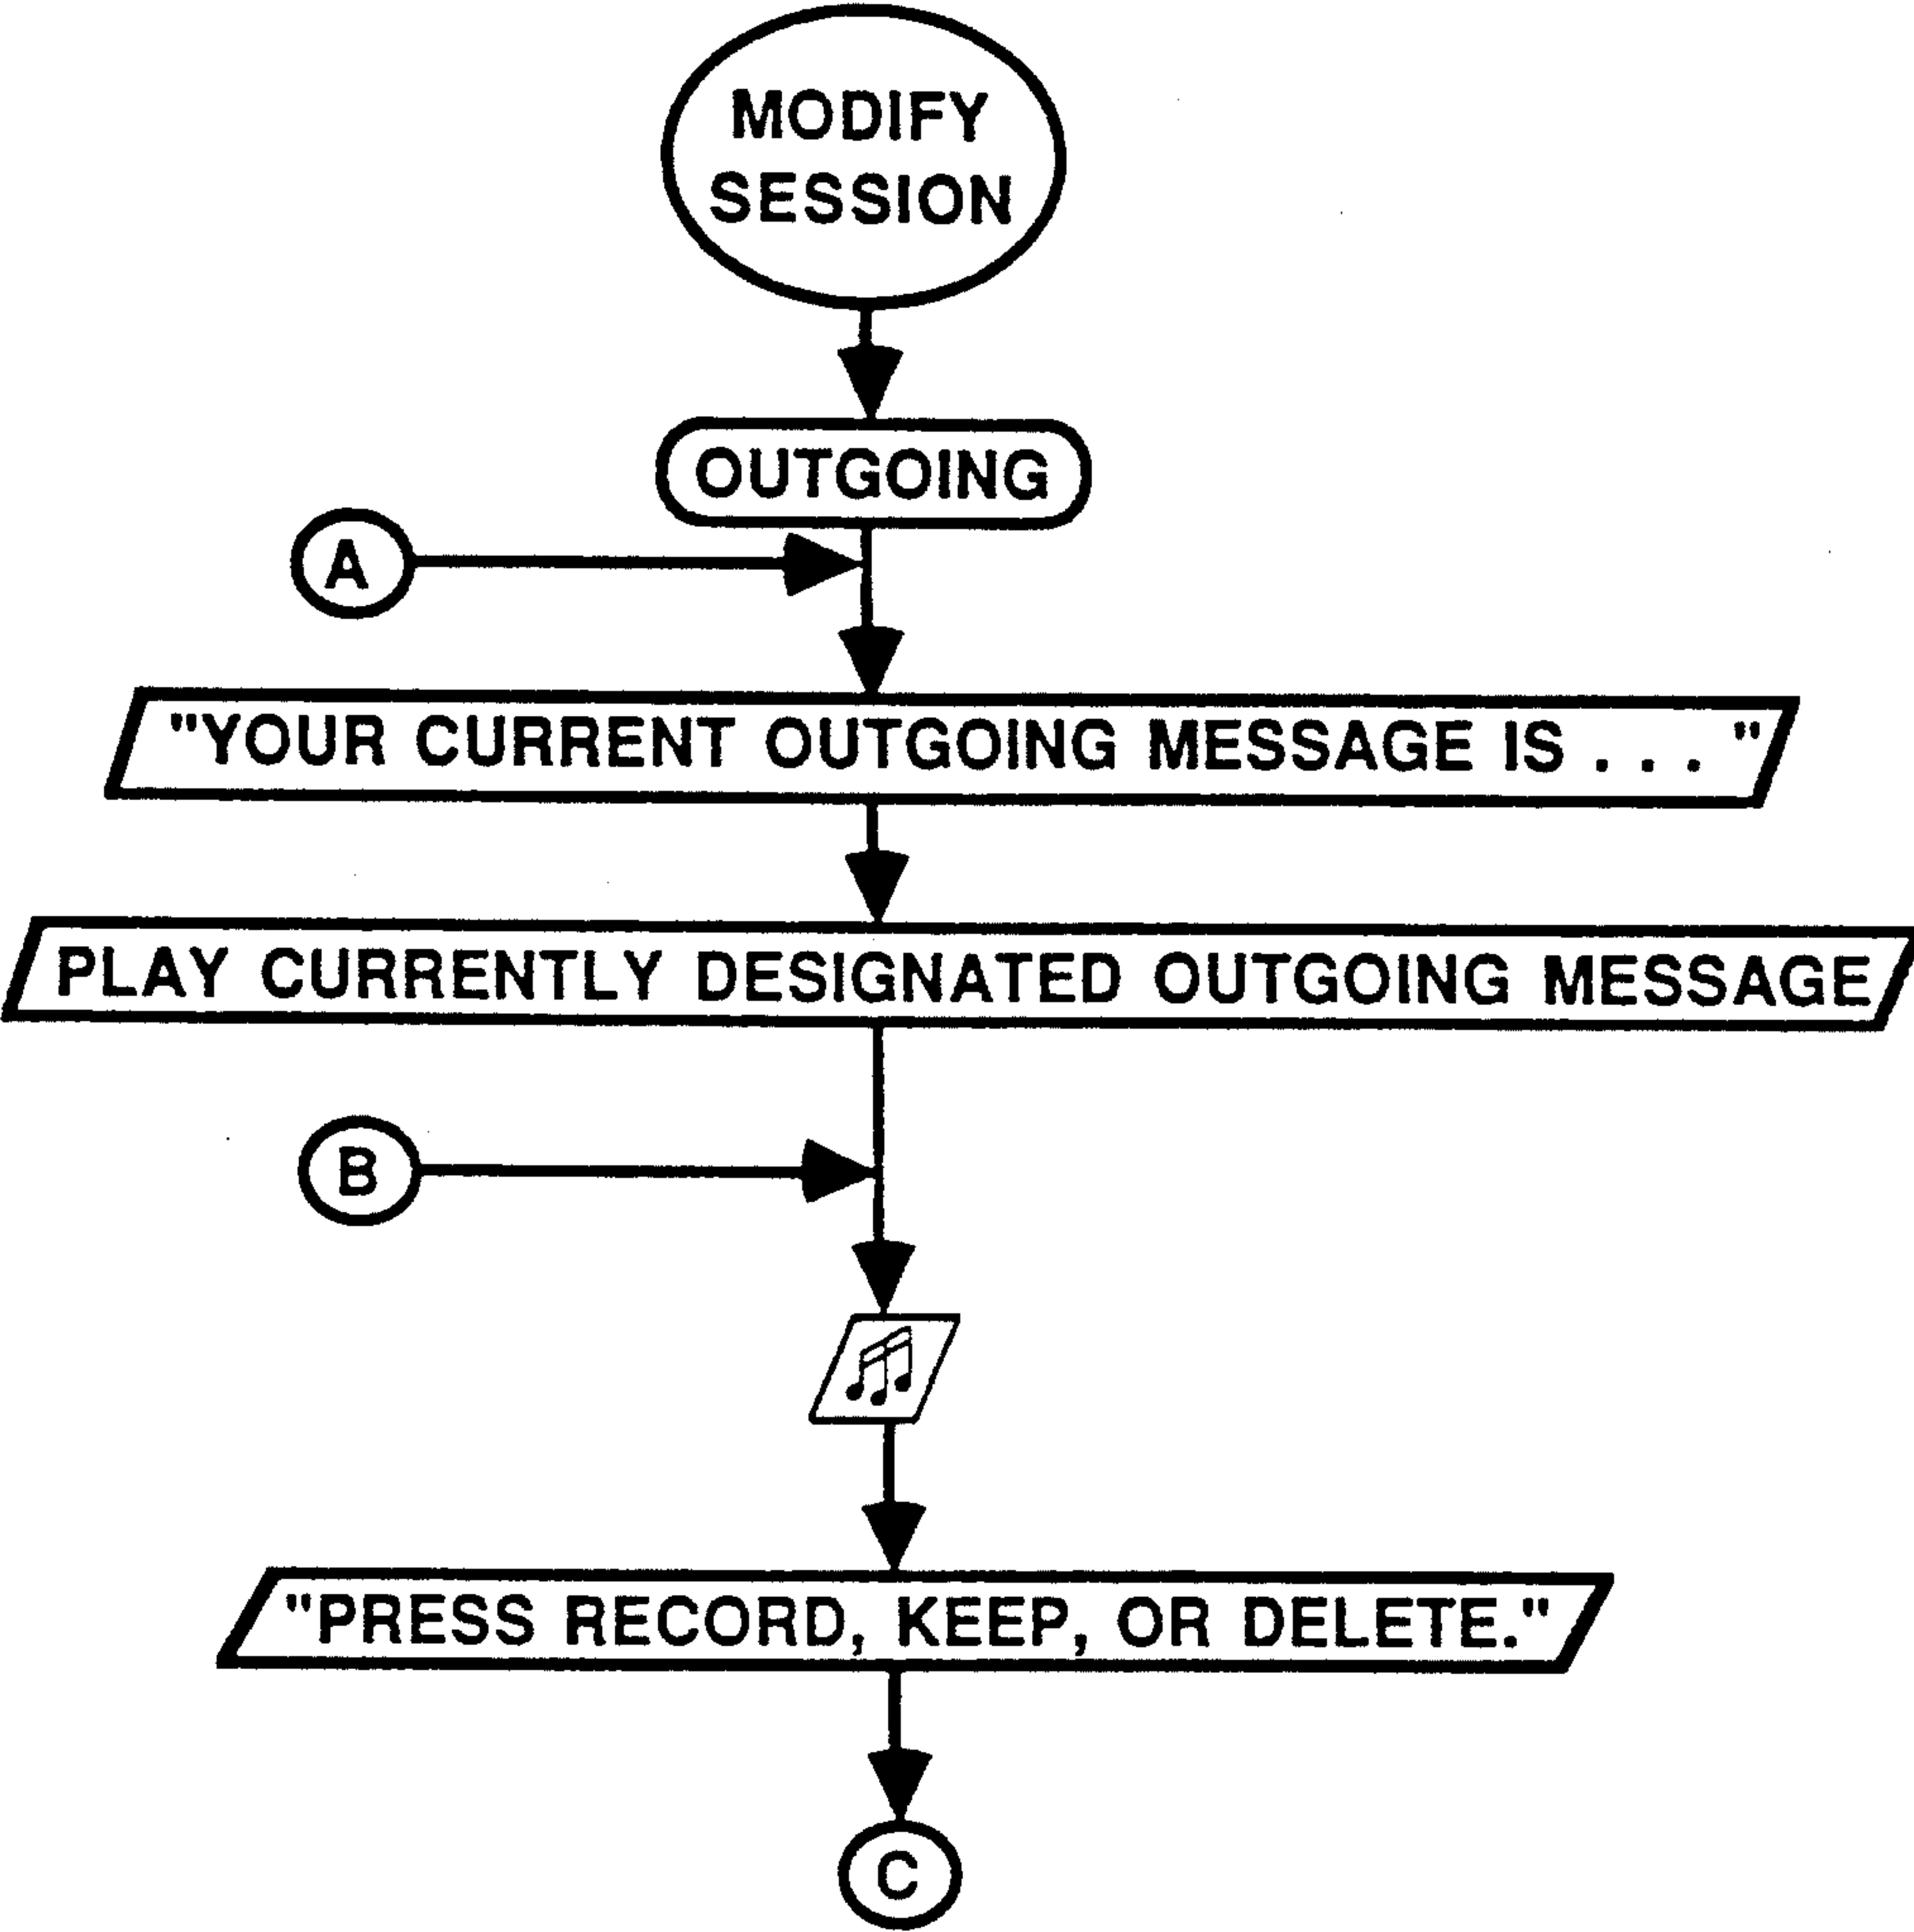 MODIFY
SESSION
OUTGOING
A
"YOUR CURRENT OUTGOING MESSAGE IS . . . "
PLAY CURRENTLY DESIGNATED OUTGOING MESSAGE
B
"PRESS RECORD, KEEP, OR DELETE."
C